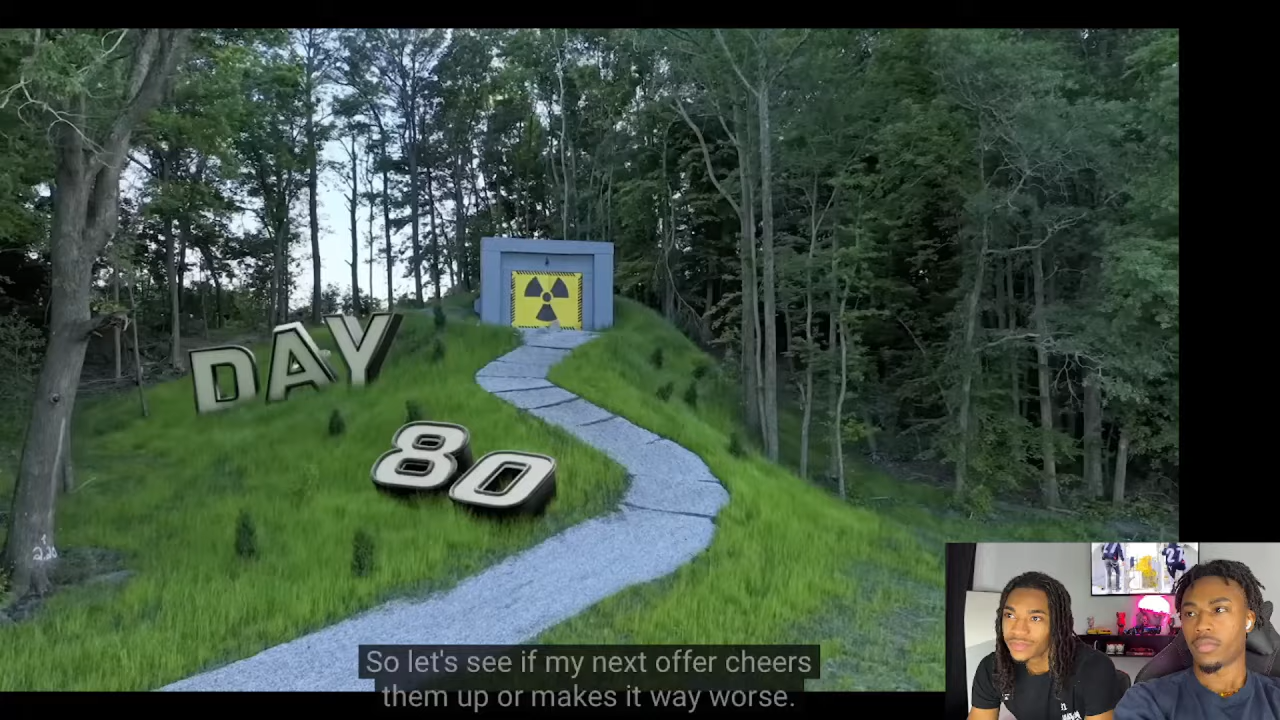 DAY
80
So let's see if my next offer cheers
them up or makes it way worse.